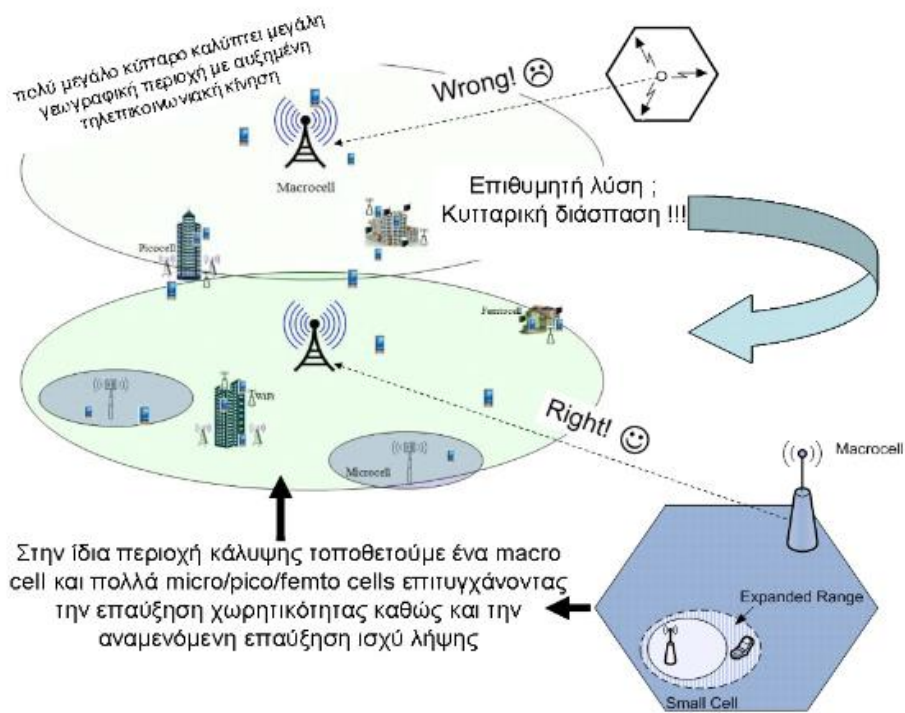 πολύ μεγάλο κύτταρο καλύπτει μεγάλη
γεωγραφική περιοχή με αυξημένη
τηλεπικοινωνιακή κίνηση
Wrong!
Macrocell
Επιθυμητή λύση ;
Κυτταρική διάσπαση !!!
Picocell
Femtocell
WiFi
Right!
Microcell
Macrocell
Στην ίδια περιοχή κάλυψης τοποθετούμε ένα macro
cell και πολλά micro/pico/femto cells επιτυγχάνοντας
την επαύξηση χωρητικότητας καθώς και την
αναμενόμενη επαύξηση ισχύ λήψης
Expanded Range
Small Cell